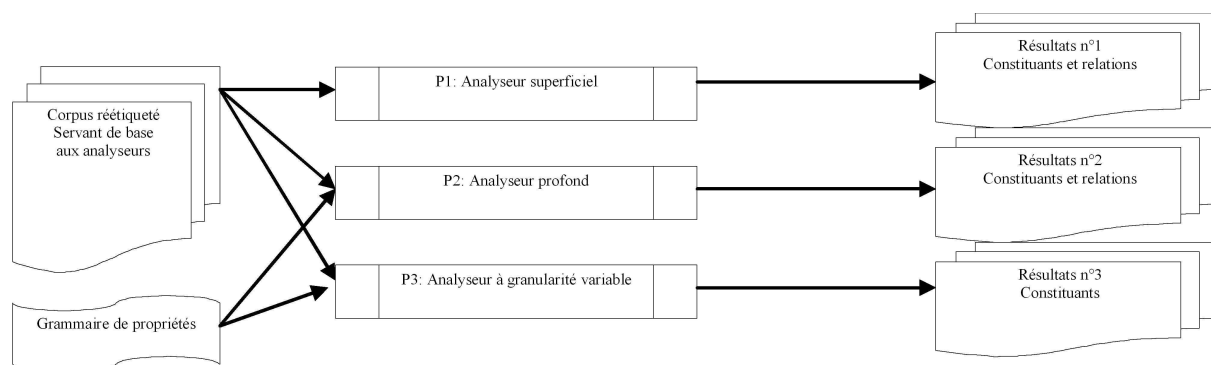 Corpus réétiqueté
Servant de base
aux analyseurs
Grammaire de propriétés
P1: Analyseur superficiel
P2: Analyseur profond
P3: Analyseur à granularité variable
Résultats n°1
Constituants et relations
Résultats n°2
Constituants et relations
Résultats n°3
Constituants